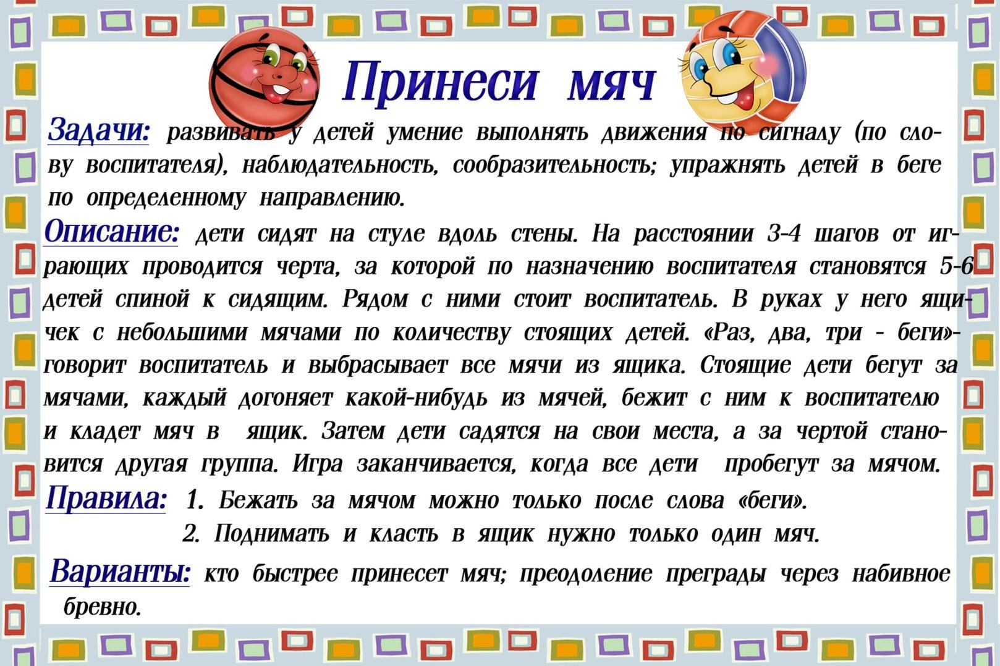 Принеси мяч
Задачи: развивать у детей умение выполнять движения по сигналу (по сло-
ву воспитателя), наблюдательность, сообразительность; упражнять детей в беге
по определенному направлению.
Описание: дети сидят на стуле вдоль стены. На расстоянии 3-4 шагов от иг-
рающих проводится черта, за которой по назначению воспитателя становятся 5-6
детей спиной к сидящим. Рядом с ними стоит воспитатель. В руках у него ящи-
чек с небольшими мячами по количеству стоящих детей. «Раз, два, три - беги»-
говорит воспитатель и выбрасывает все мячи из ящика. Стоящие дети бегут за
мячами, каждый догоняет какой-нибудь из мячей, бежит с ним к воспитателю
и кладет мяч в ящик. Затем дети садятся на свои места, а за чертой стано-
вится другая группа. Игра заканчивается, когда все дети пробегут за мячом.
Правила: 1. Бежать за мячом можно только после слова «беги».
2. Поднимать и класть в ящик нужно только один мяч.
Варианты: кто быстрее принесет мяч; преодоление преграды через набивное
бревно.